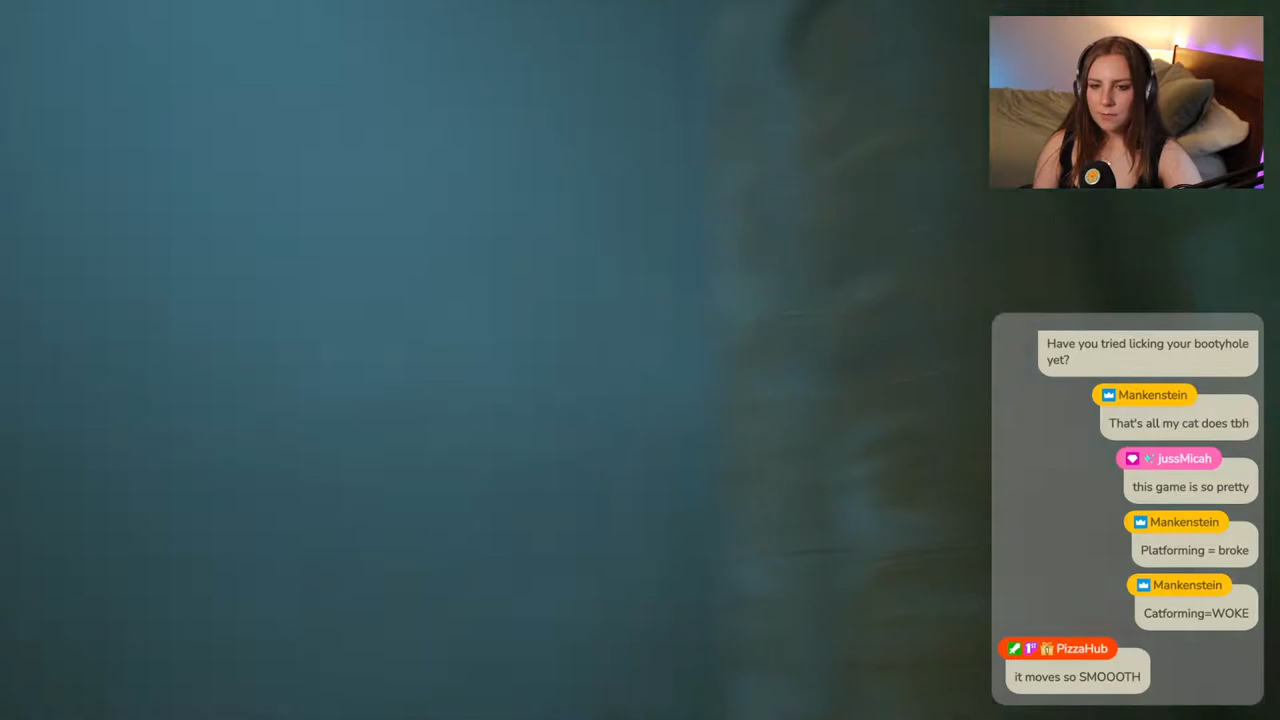 Have you tried licking your bootyhole
yet?
Mankenstein
That's all my cat does tbh
jussMicah
this game is so pretty
Mankenstein
Platforming = broke
Mankenstein
Catforming=WOKE
1st PizzaHub
it moves so SMOOOTH